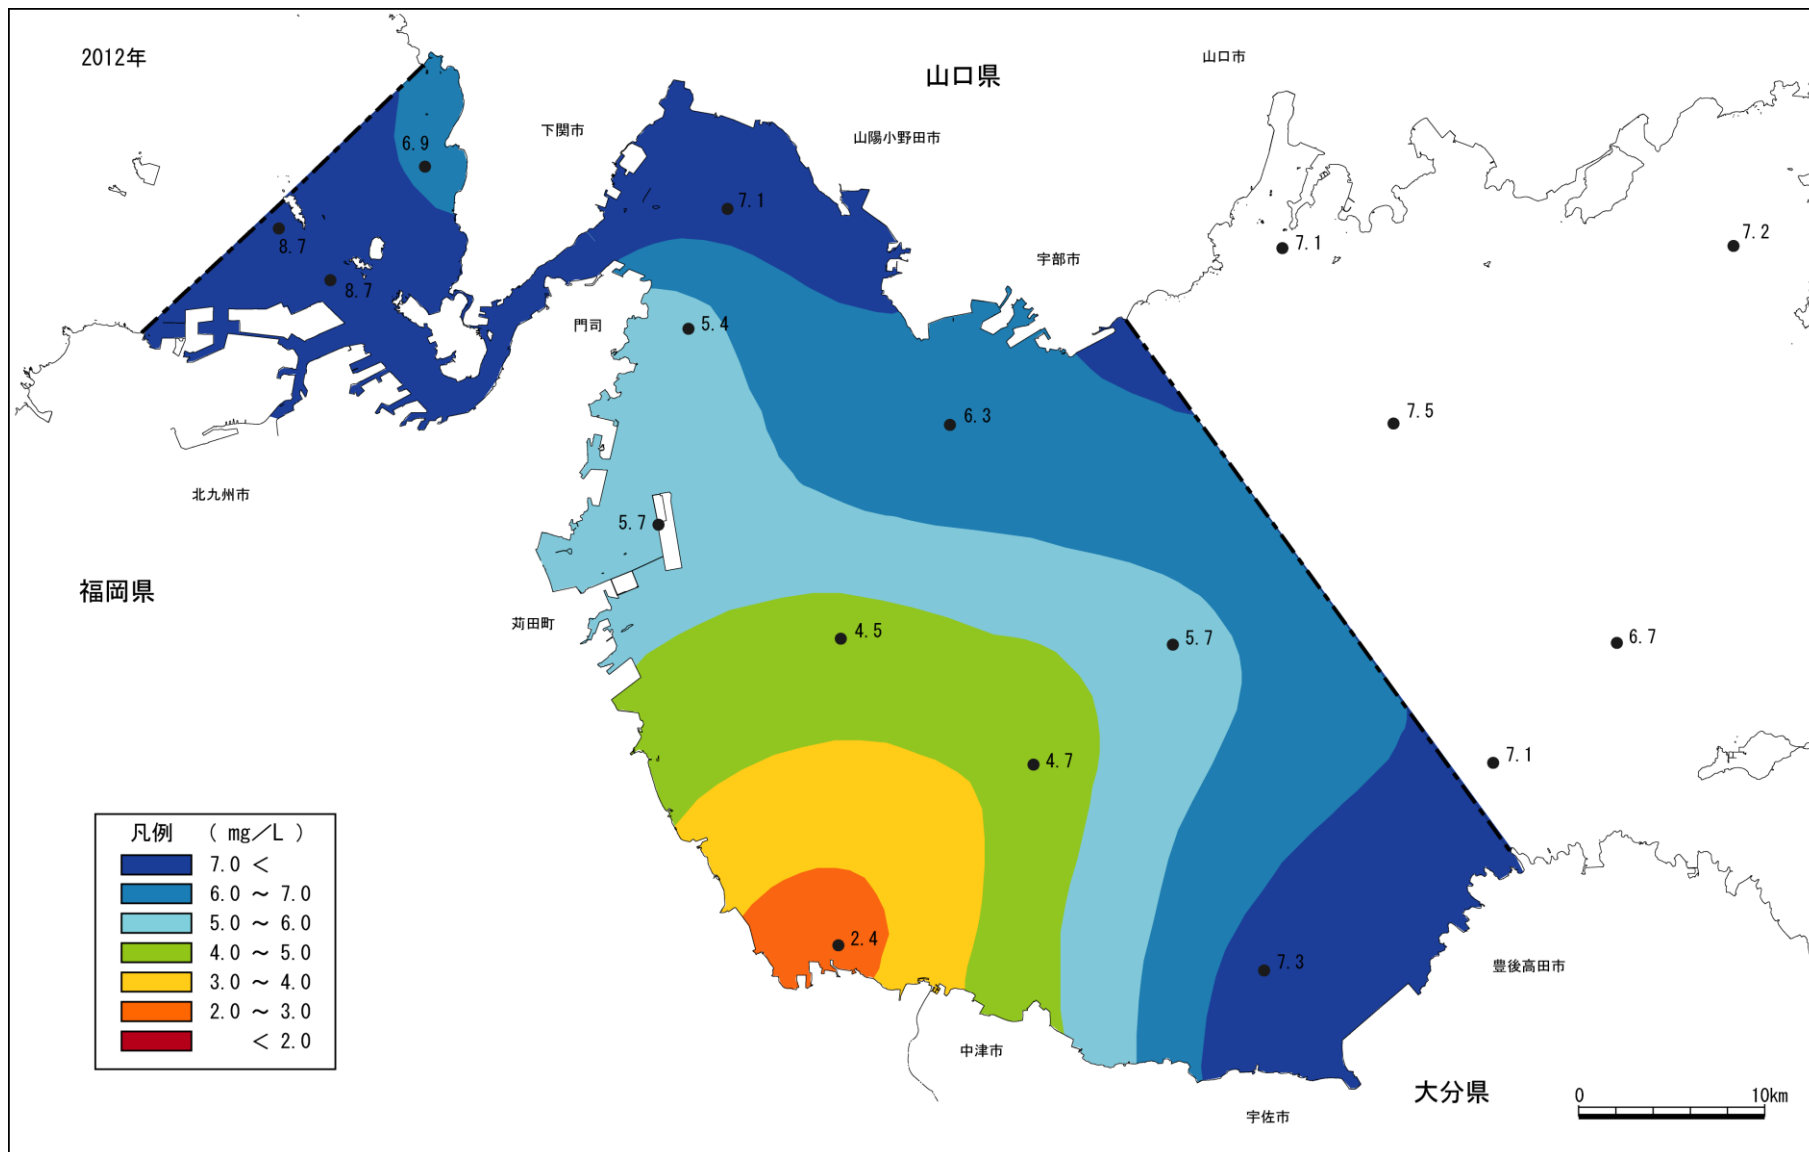 2012年
山口県
山口市
下関市
山陽小野田市
6.9
7.1
8.7
7.1
7.2
宇部市
8.7
門司
5.4
6.3
7.5
北九州市
5.7
福岡県
苅田町
4.5
5.7
6.7
4.7
7.1
凡例 ( mg/L )
7.0 <
6.0 ~ 7.0
5.0 ~ 6.0
4.0 ~ 5.0
3.0 ~ 4.0
2.0 ~ 3.0
< 2.0
2.4
7.3
豊後高田市
中津市
大分県
宇佐市
0 10km